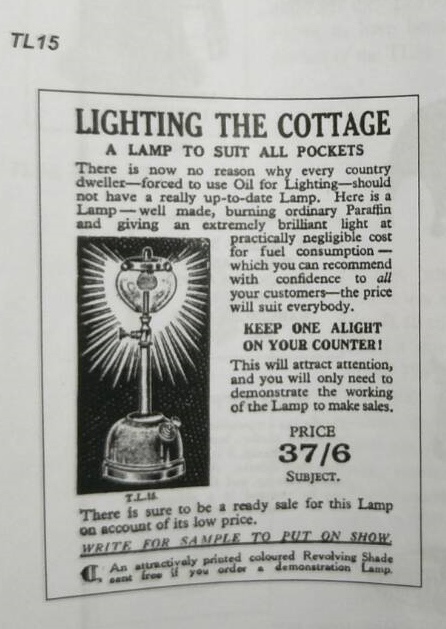 TL15
LIGHTING THE COTTAGE
A LAMP TO SUIT ALL POCKETS
There is now no reason why every country
dweller—forced to use Oil for Lighting—should
not have a really up-to-date Lamp. Here is a
Lamp — well made, burning ordinary Paraffin
and giving an extremely brilliant light at
practically negligible cost
for fuel consumption —
which you can recommend
with confidence to all
your customers—the price
will suit everybody.
KEEP ONE ALIGHT
ON YOUR COUNTER!
This will attract attention,
and you will only need to
demonstrate the working
of the Lamp to make sales.
PRICE
37/6
SUBJECT.
T.L.15.
There is sure to be a ready sale for this Lamp
on account of its low price.
WRITE FOR SAMPLE TO PUT ON SHOW.
An attractively printed coloured Revolving Shade
sent free if you order a demonstration Lamp.